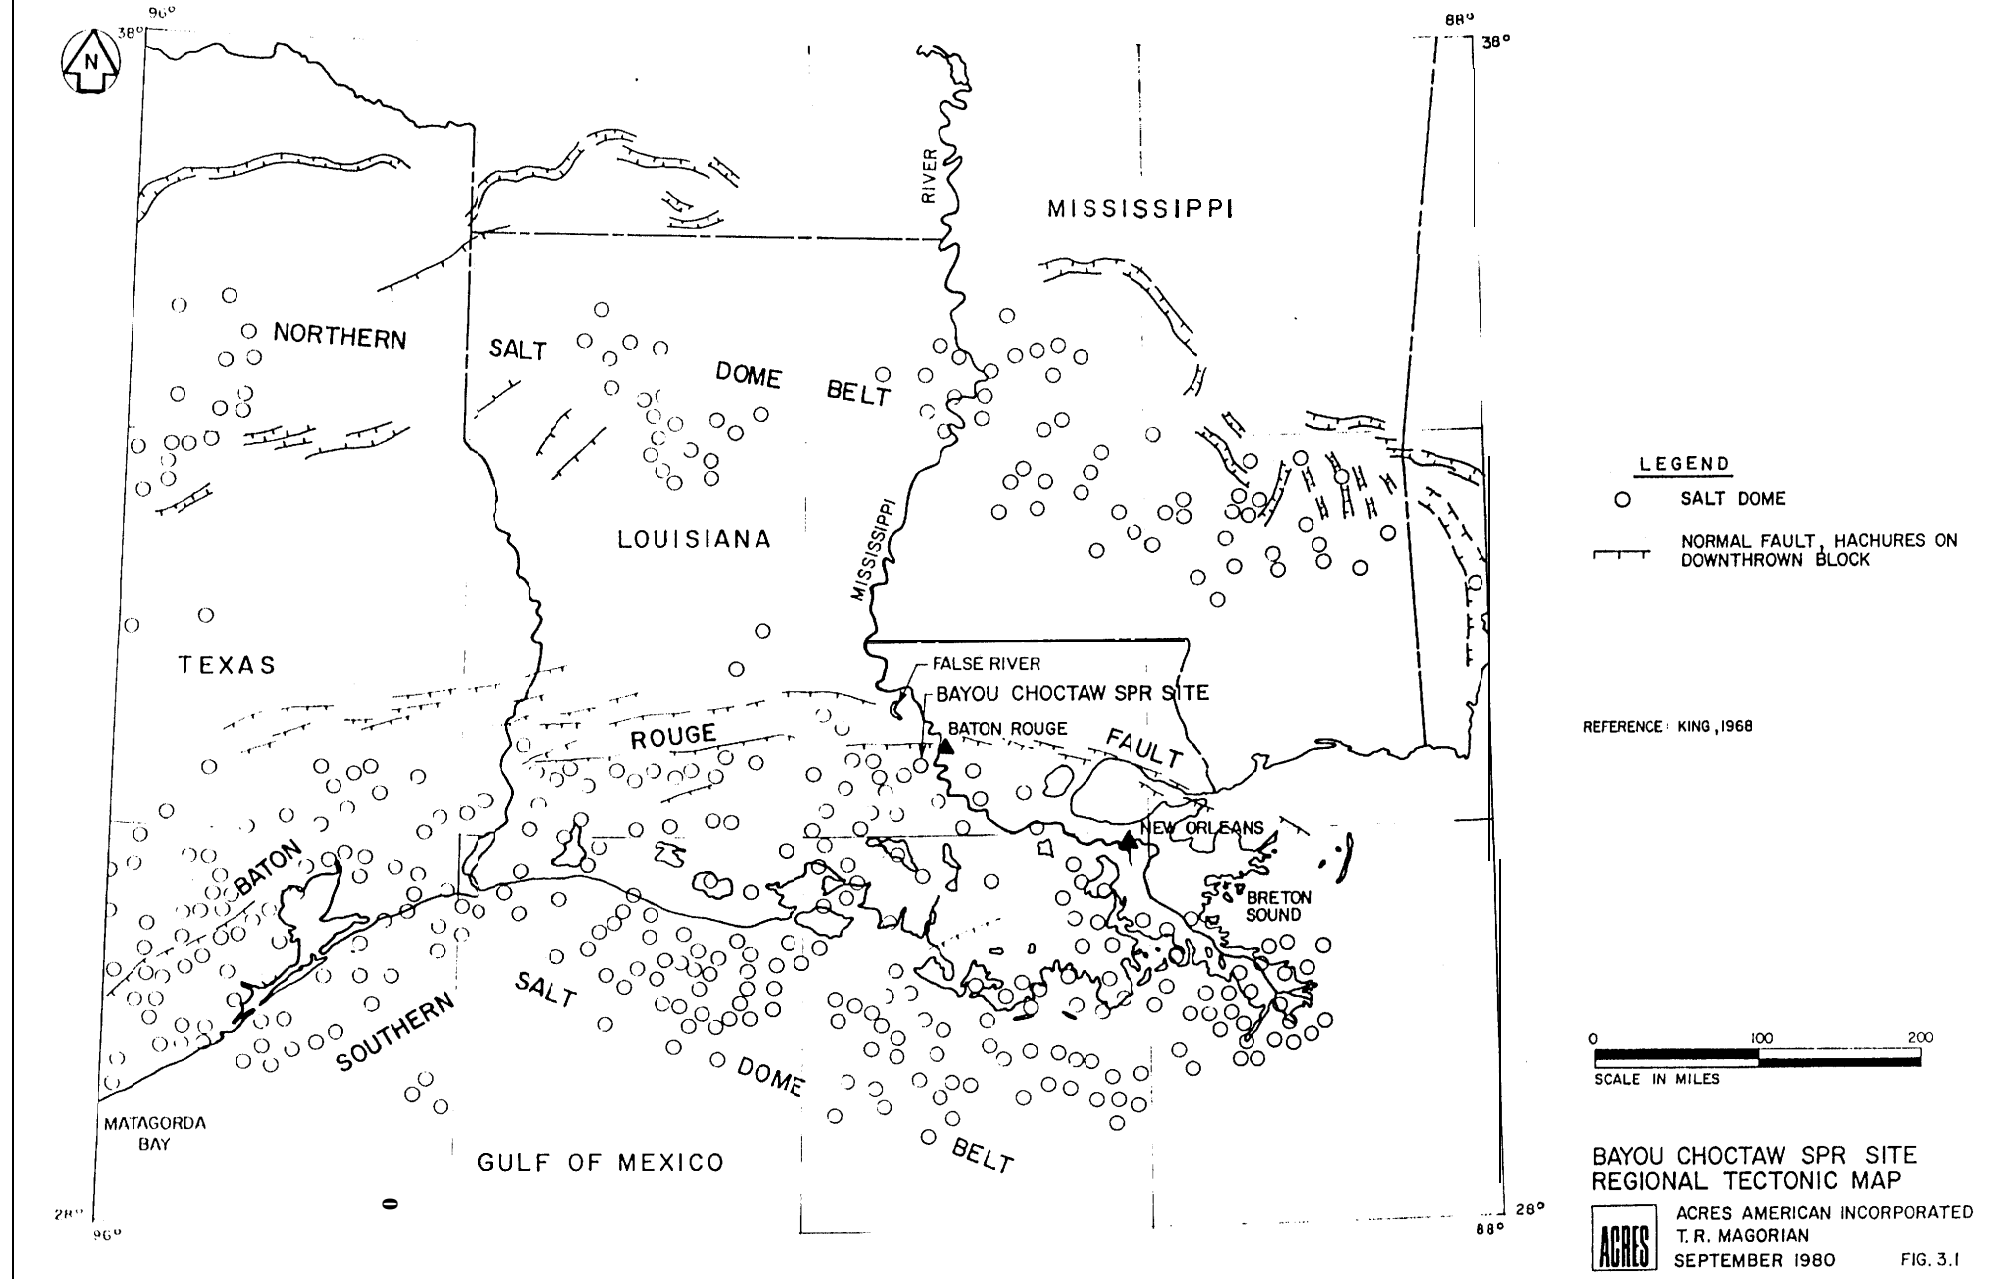 96°
38°
88°
38°
N
RIVER
MISSISSIPPI
NORTHERN SALT DOME BELT
LOUISIANA
MISSISSIPPI
TEXAS
FALSE RIVER
BAYOU CHOCTAW SPR SITE
BATON ROUGE
BATON ROUGE FAULT
NEW ORLEANS
BRETON
SOUND
SOUTHERN SALT DOME BELT
MATAGORDA
BAY
GULF OF MEXICO
28°
96°
28°
88°
LEGEND
SALT DOME
NORMAL FAULT, HACHURES ON
DOWNTHROWN BLOCK
REFERENCE: KING, 1968
0 100 200
SCALE IN MILES
BAYOU CHOCTAW SPR SITE
REGIONAL TECTONIC MAP
ACRES
ACRES AMERICAN INCORPORATED
T. R. MAGORIAN
SEPTEMBER 1980 FIG. 3.1